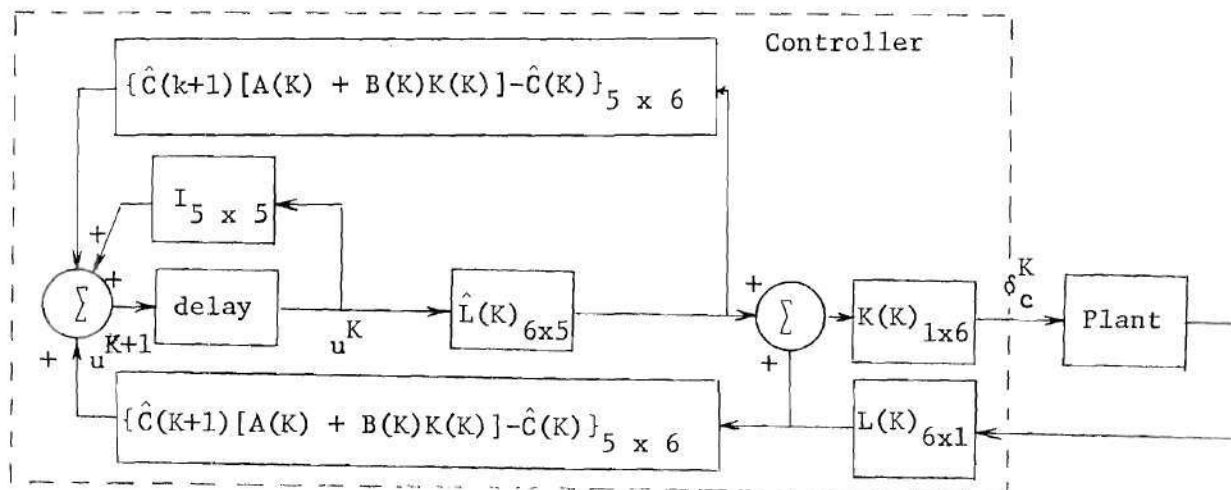 Controller
{Ĉ(k+1)[A(K) + B(K)K(K)]-Ĉ(K)}5 x 6
I5 x 5
+
+
Σ
delay
u^K+1
+
u^K
L̂(K)6x5
+
Σ
+
K(K)1x6
δ_c^K
Plant
{Ĉ(K+1)[A(K) + B(K)K(K)]-Ĉ(K)}5 x 6
L(K)6x1